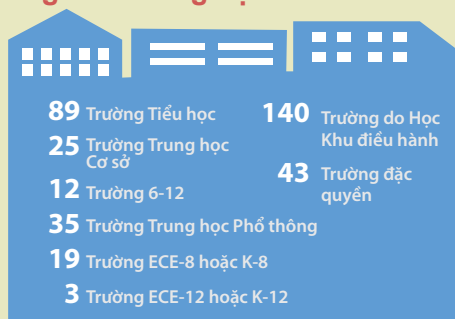 89 Trường Tiểu học
25 Trường Trung học
Cơ sở
12 Trường 6-12
35 Trường Trung học Phổ thông
19 Trường ECE-8 hoặc K-8
3 Trường ECE-12 hoặc K-12
140 Trường do Học
Khu điều hành
43 Trường đặc
quyền